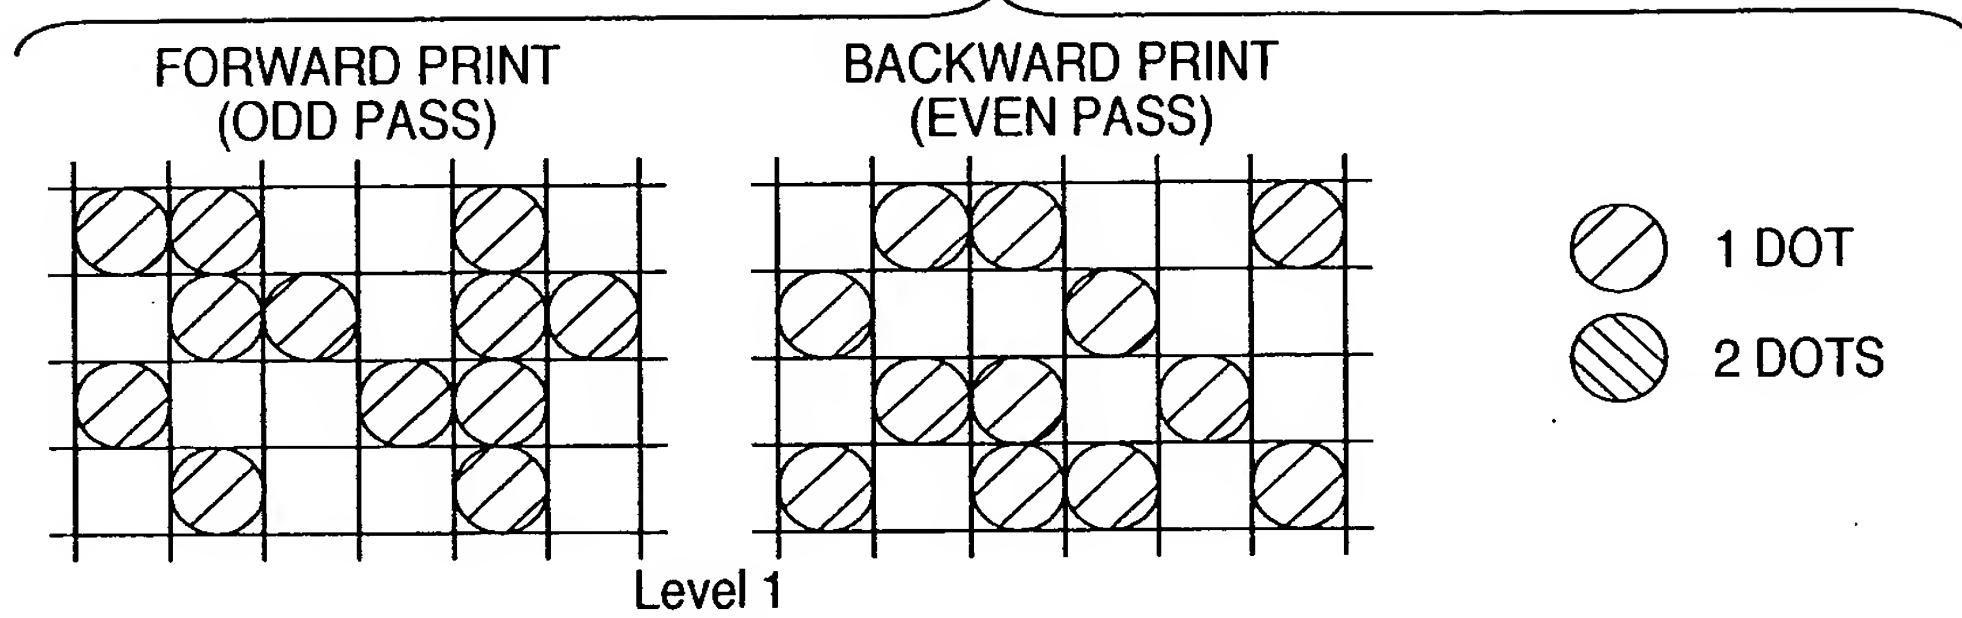 FORWARD PRINT
(ODD PASS)
BACKWARD PRINT
(EVEN PASS)
1 DOT
2 DOTS
Level 1